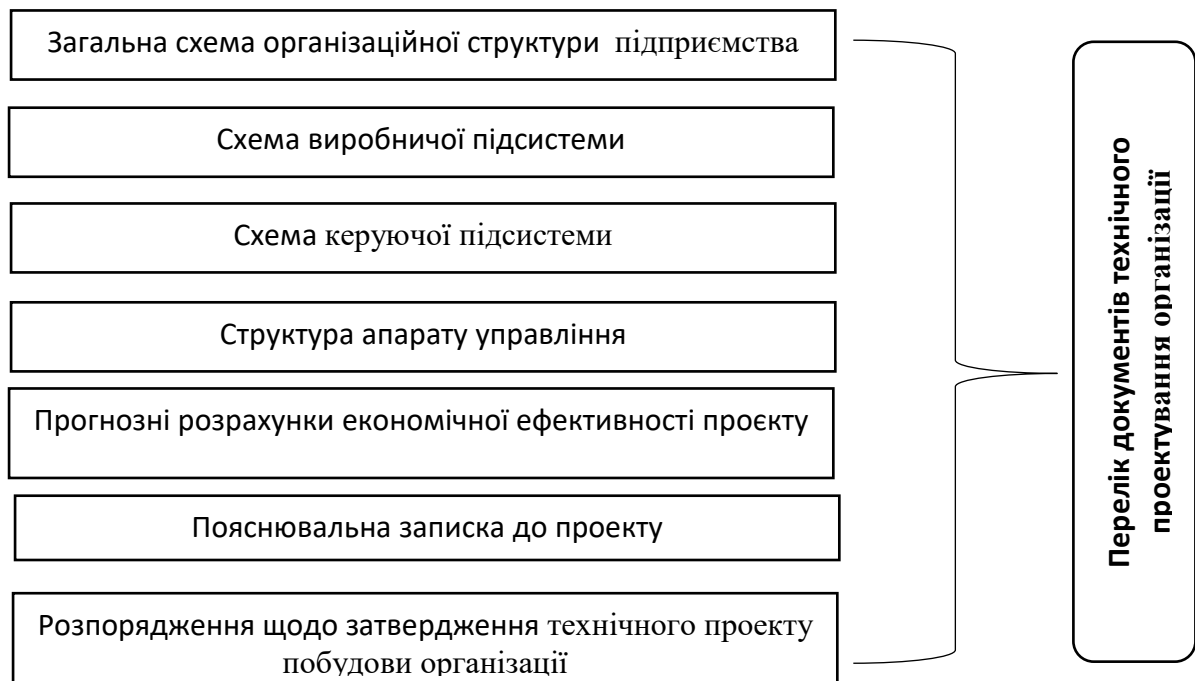 Загальна схема організаційної структури підприємства
Схема виробничої підсистеми
Схема керуючої підсистеми
Структура апарату управління
Прогнозні розрахунки економічної ефективності проєкту
Пояснювальна записка до проекту
Розпорядження щодо затвердження технічного проекту
побудови організації
Перелік документів технічного
проектування організації